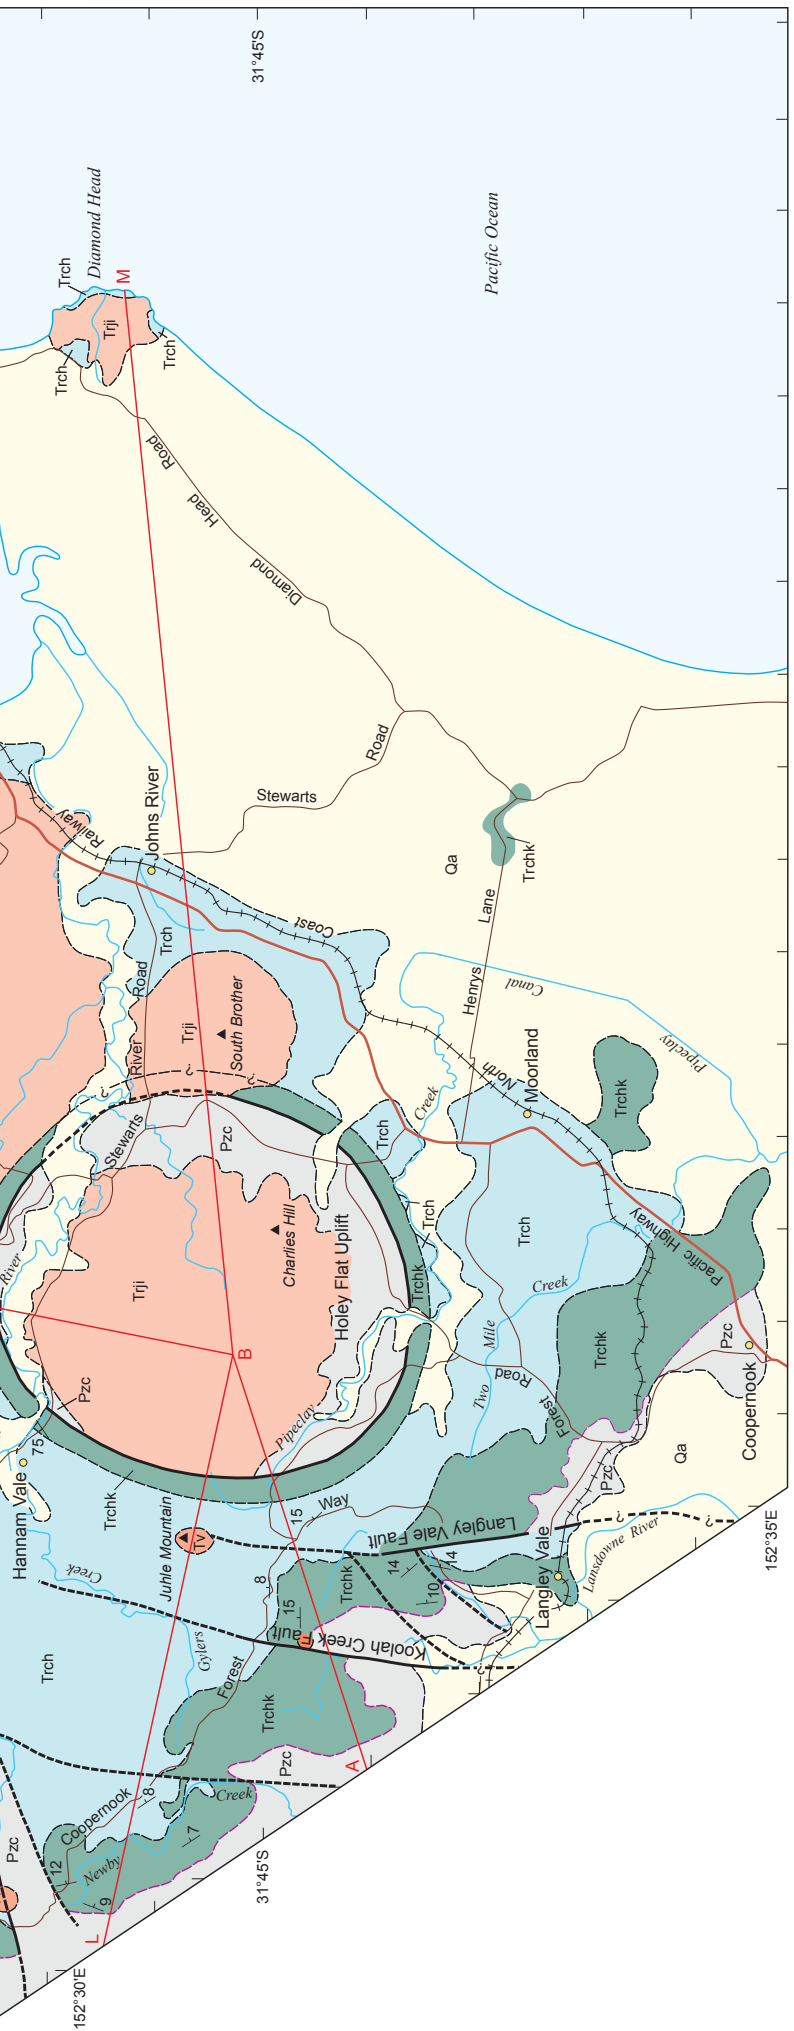 31°45'S
Diamond Head
Trch
M
Trji
Trch
Trch
Pacific Ocean
Road
Head
Diamond
Road
Stewarts
Railway
Johns River
Qa
Trchk
Lane
Henrys
Canal
Coast
Trch
Road
River
Trji
South Brother
?
?
?
Stewarts
Pzc
North
Moorland
Creek
Trch
Trchk
Pipeclay
Trch
Trch
Pacific Highway
Charlies Hill
Holey Flat Uplift
Trchk
River
Trji
B
Creek
Mile
Two
Road
Forest
Trchk
Pzc
Coopernook
Pzc
Pipeclay
75
Hannam Vale
Trchk
Juhle Mountain
Tv
15
Way
Langley Vale Fault
Pzc
Qa
?
?
Lansdowne River
Langley Vale
152°35'E
Creek
8
15
Trchk
14
14
10
Koolah Creek Fault
?
Gylers
Trch
Forest
Trchk
Pzc
A
Coopernook
8
Creek
7
Newby
12
9
Pzc
L
31°45'S
152°30'E